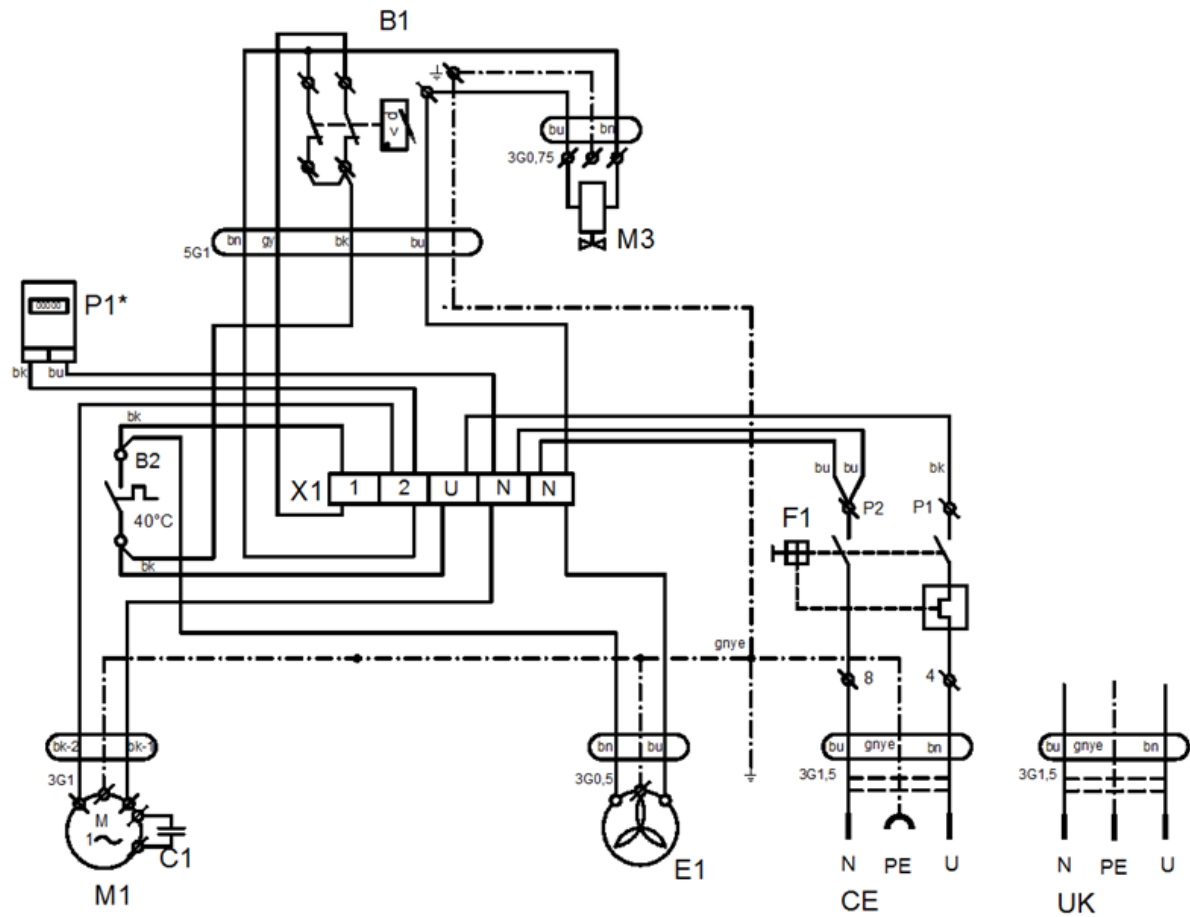 B1
d
v
bu bn
3G0,75
M3
bn gy bk bu
5G1
00000
P1*
bk bu
bk
B2
40°C
bk
X1 1 2 U N N
bu bu bk
P2 P1
F1
gnye
8 4
bk-2 bk-1
3G1
M
1
C1
M1
bn bu
3G0,5
E1
bu gnye bn
3G1,5
N PE U
CE
bu gnye bn
3G1,5
N PE U
UK